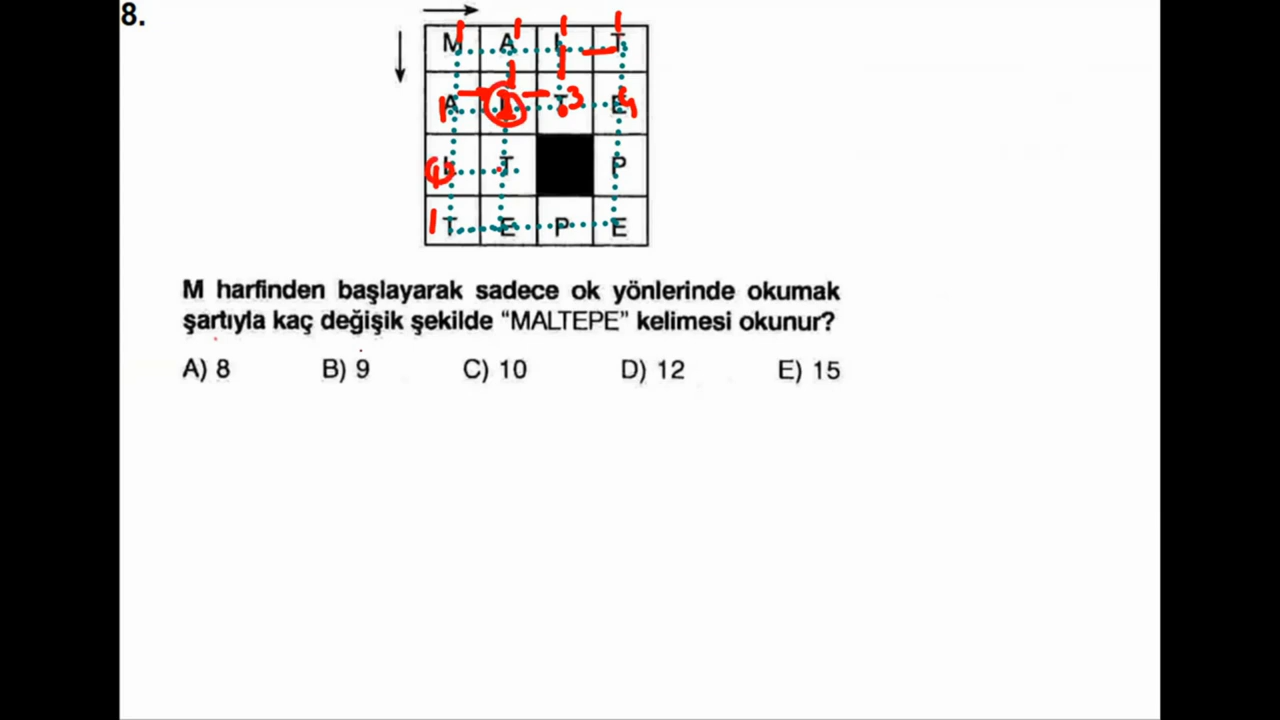 8.
M A L T
A L T E
L T P
T E P E
M harfinden başlayarak sadece ok yönlerinde okumak
şartıyla kaç değişik şekilde “MALTEPE” kelimesi okunur?
A) 8 B) 9 C) 10 D) 12 E) 15